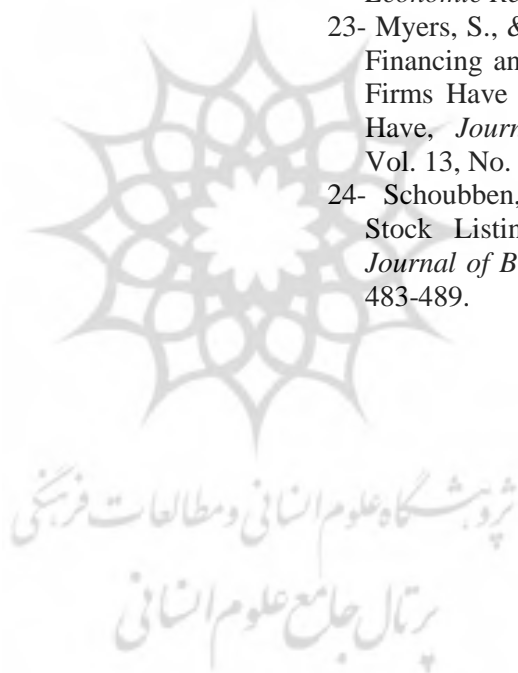 Economic Re
23- Myers, S., &
Financing an
Firms Have
Have, Journ
Vol. 13, No.
24- Schoubben,
Stock Listin
Journal of B
483-489.
پژوهشگاه علوم انسانی و مطالعات فرهنگی
پرتال جامع علوم انسانی